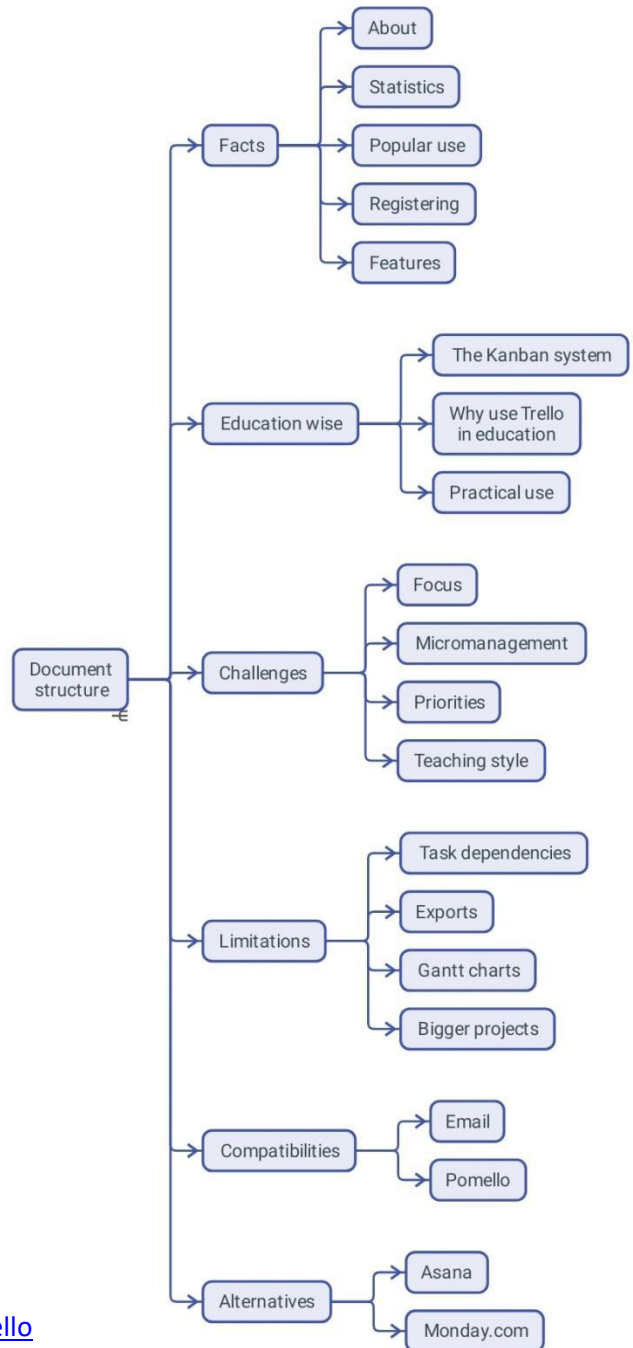 Document
structure
Facts
About
Statistics
Popular use
Registering
Features
Education wise
The Kanban system
Why use Trello
in education
Practical use
Challenges
Focus
Micromanagement
Priorities
Teaching style
Limitations
Task dependencies
Exports
Gantt charts
Bigger projects
Compatibilities
Email
Pomello
Alternatives
Asana
Monday.com
ello